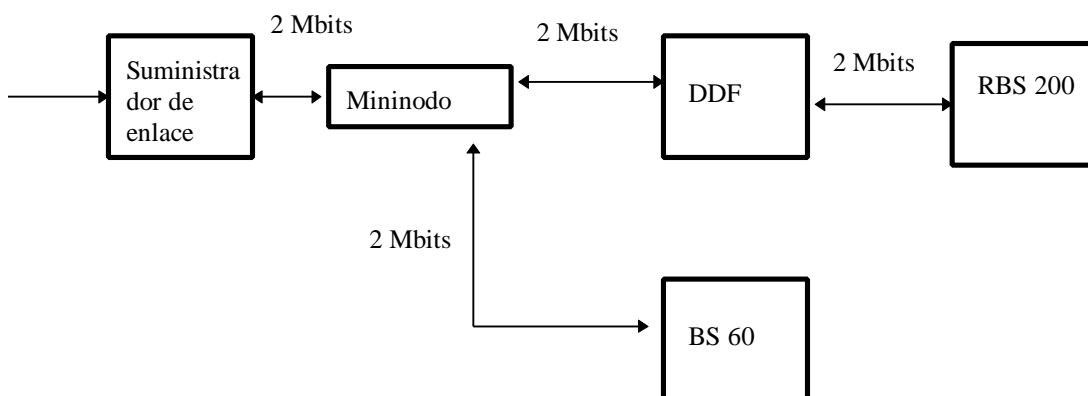 2 Mbits
2 Mbits
2 Mbits
Suministra
dor de
enlace
Mininodo
DDF
RBS 200
2 Mbits
BS 60